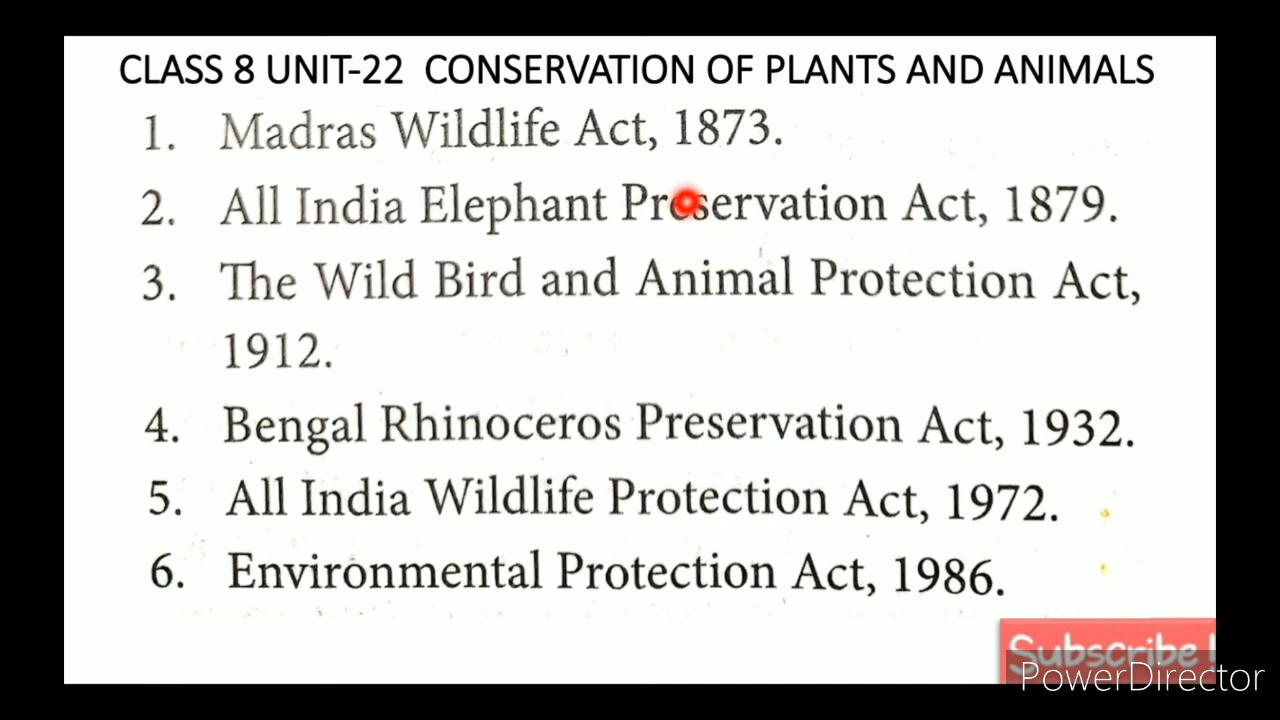 CLASS 8 UNIT-22 CONSERVATION OF PLANTS AND ANIMALS
1. Madras Wildlife Act, 1873.
2. All India Elephant Preservation Act, 1879.
3. The Wild Bird and Animal Protection Act,
1912.
4. Bengal Rhinoceros Preservation Act, 1932.
5. All India Wildlife Protection Act, 1972.
6. Environmental Protection Act, 1986.
Subscribe !
PowerDirector